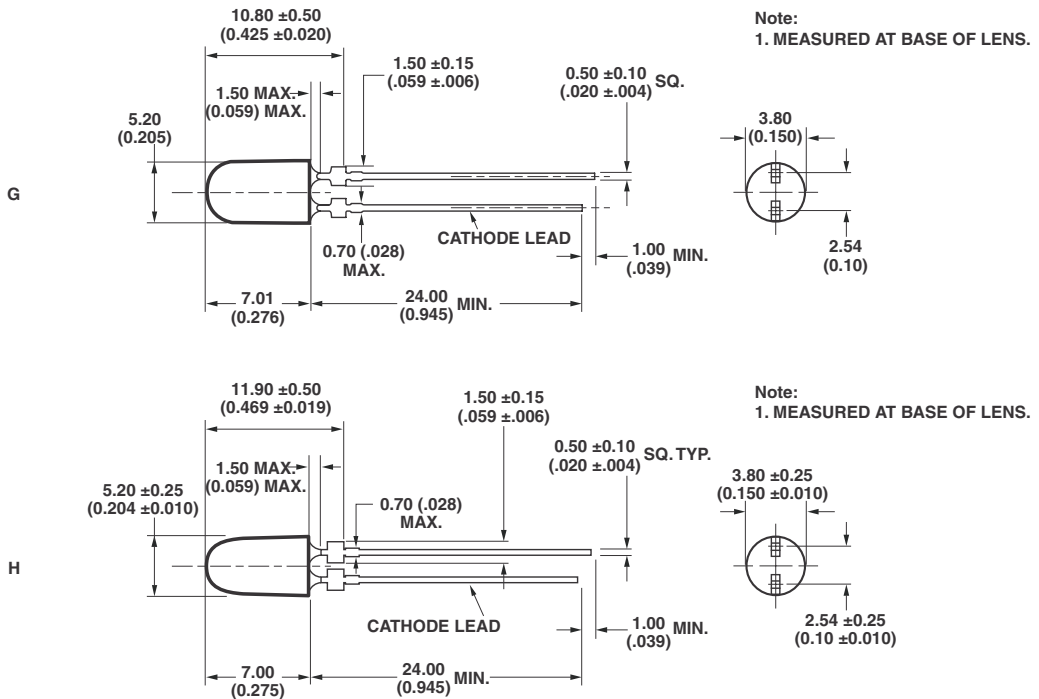 10.80 ±0.50
(0.425 ±0.020)
Note:
1. MEASURED AT BASE OF LENS.
1.50 ±0.15
(.059 ±.006)
0.50 ±0.10
(.020 ±.004) SQ.
1.50 MAX.
(0.059) MAX.
5.20
(0.205)
3.80
(0.150)
G
CATHODE LEAD
0.70 (.028)
MAX.
1.00
(.039) MIN.
2.54
(0.10)
7.01
(0.276)
24.00
(0.945) MIN.
11.90 ±0.50
(0.469 ±0.019)
1.50 ±0.15
(.059 ±.006)
Note:
1. MEASURED AT BASE OF LENS.
0.50 ±0.10
(.020 ±.004) SQ. TYP.
1.50 MAX.
(0.059) MAX.
5.20 ±0.25
(0.204 ±0.010)
0.70 (.028)
MAX.
3.80 ±0.25
(0.150 ±0.010)
H
CATHODE LEAD
1.00
(.039) MIN.
2.54 ±0.25
(0.10 ±0.010)
7.00
(0.275)
24.00
(0.945) MIN.